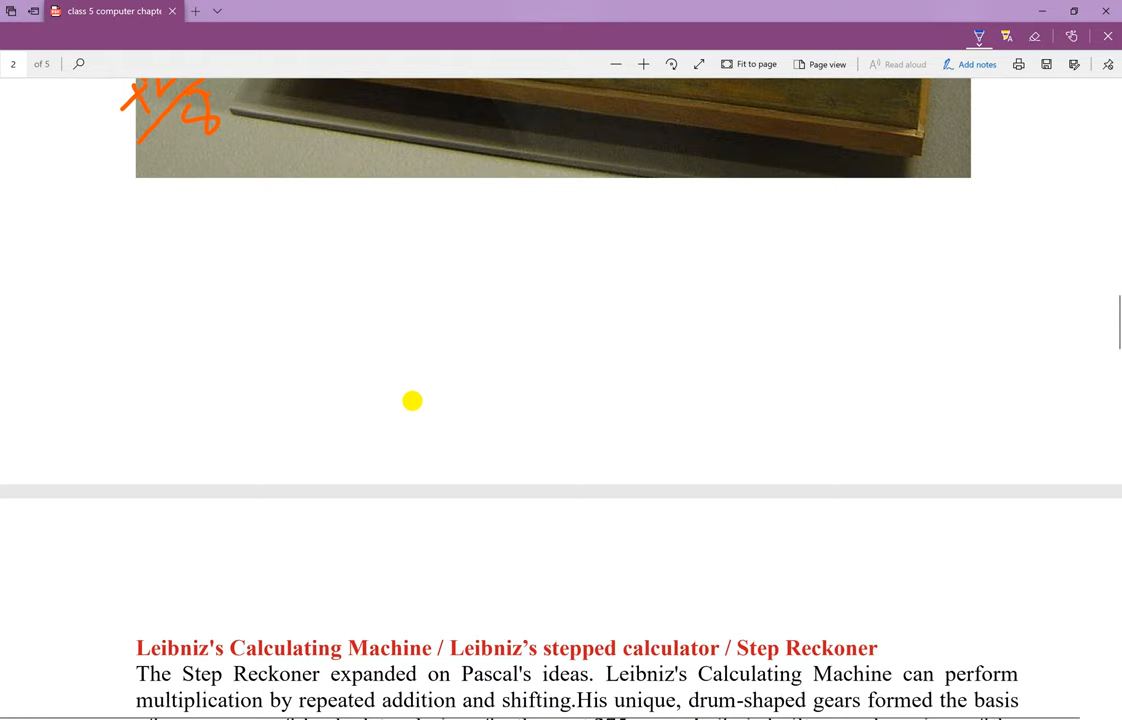 class 5 computer chapte
2 of 5
Fit to page
Page view
Read aloud
Add notes
Leibniz's Calculating Machine / Leibniz’s stepped calculator / Step Reckoner
The Step Reckoner expanded on Pascal's ideas. Leibniz's Calculating Machine can perform
multiplication by repeated addition and shifting.His unique, drum-shaped gears formed the basis